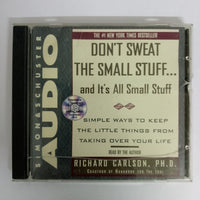 SIMON & SCHUSTER
AUDIO
THE #1 NEW YORK TIMES BESTSELLER
DON'T SWEAT
THE SMALL STUFF...
and It's All Small Stuff
SIMPLE WAYS TO KEEP
THE LITTLE THINGS FROM
TAKING OVER YOUR LIFE
READ BY THE AUTHOR
RICHARD CARLSON, PH.D.